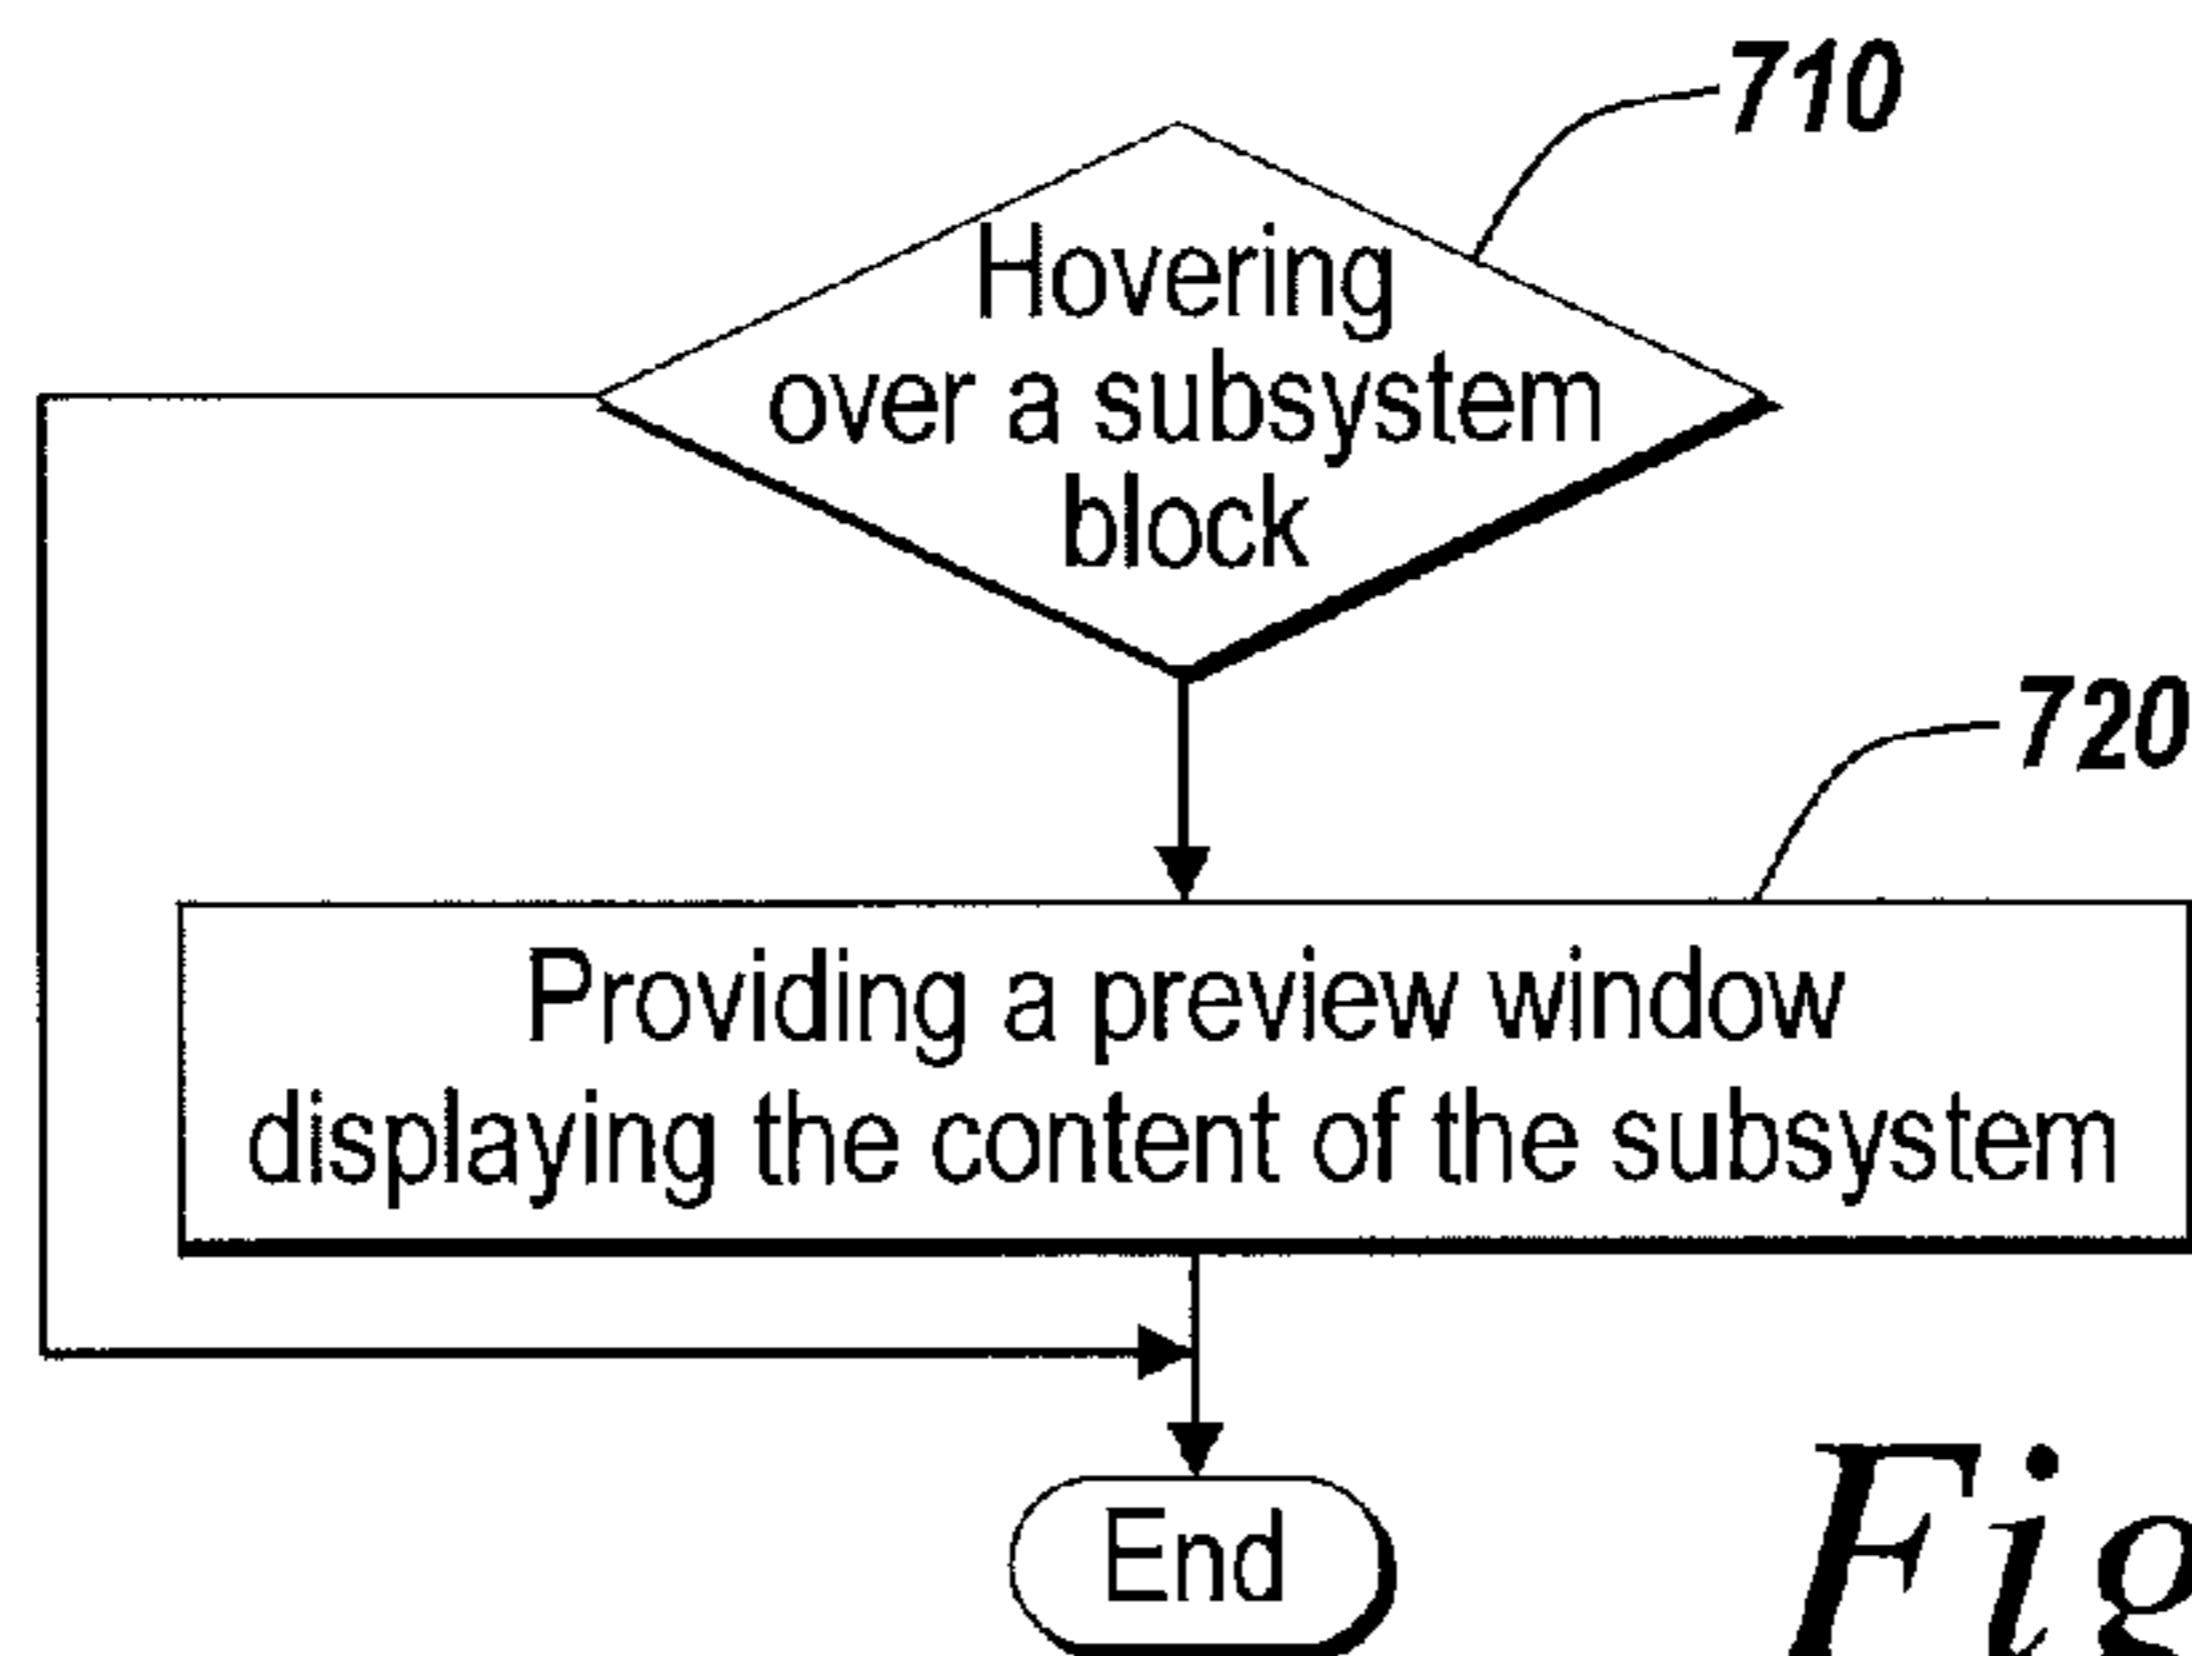 710
Hovering
over a subsystem
block
720
Providing a preview window
displaying the content of the subsystem
End
Fig